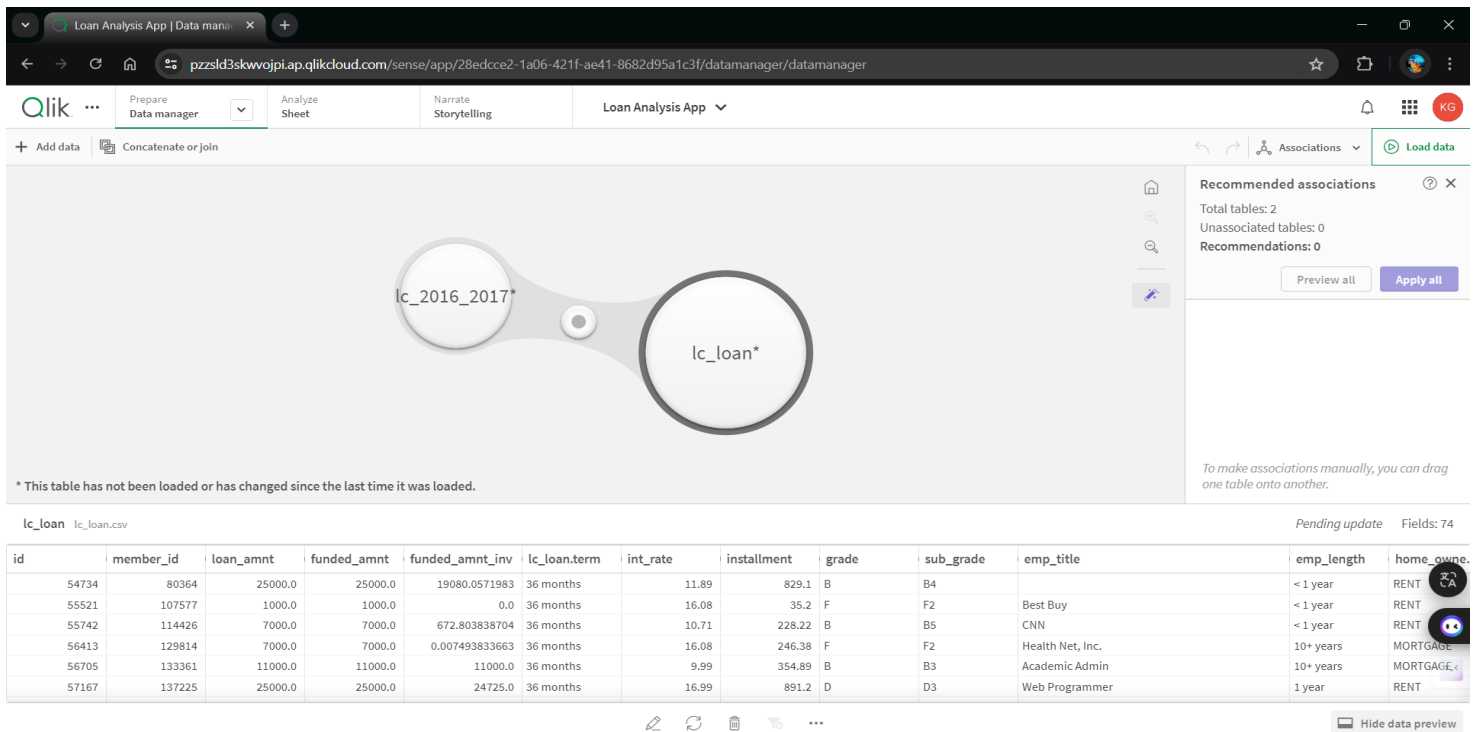 Loan Analysis App | Data mana
pzzsld3skwvojpi.ap.qlikcloud.com/sense/app/28edcce2-1a06-421f-ae41-8682d95a1c3f/datamanager/datamanager
Qlik
Prepare
Data manager
Analyze
Sheet
Narrate
Storytelling
Loan Analysis App
KG
Add data
Concatenate or join
Associations
Load data
Recommended associations
Total tables: 2
Unassociated tables: 0
Recommendations: 0
Preview all
Apply all
lc_2016_2017*
lc_loan*
To make associations manually, you can drag
one table onto another.
* This table has not been loaded or has changed since the last time it was loaded.
lc_loan lc_loan.csv Pending update Fields: 74
id member_id loan_amnt funded_amnt funded_amnt_inv lc_loan.term int_rate installment grade sub_grade emp_title emp_length home_owne.
54734 80364 25000.0 25000.0 19080.0571983 36 months 11.89 829.1 B B4 < 1 year RENT
55521 107577 1000.0 1000.0 0.0 36 months 16.08 35.2 F F2 Best Buy < 1 year RENT
55742 114426 7000.0 7000.0 672.803838704 36 months 10.71 228.22 B B5 CNN < 1 year RENT
56413 129814 7000.0 7000.0 0.007493833663 36 months 16.08 246.38 F F2 Health Net, Inc. 10+ years MORTGAGE
56705 133361 11000.0 11000.0 11000.0 36 months 9.99 354.89 B B3 Academic Admin 10+ years MORTGAGE
57167 137225 25000.0 25000.0 24725.0 36 months 16.99 891.2 D D3 Web Programmer 1 year RENT
Hide data preview